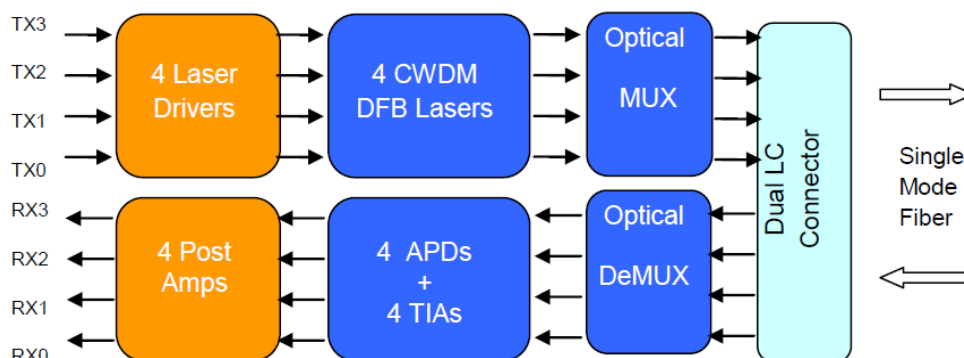 TX3
TX2
TX1
TX0
4 Laser
Drivers
4 CWDM
DFB Lasers
Optical
MUX
Dual LC
Connector
Single
Mode
Fiber
RX3
RX2
RX1
RX0
4 Post
Amps
4 APDs
+
4 TIAs
Optical
DeMUX